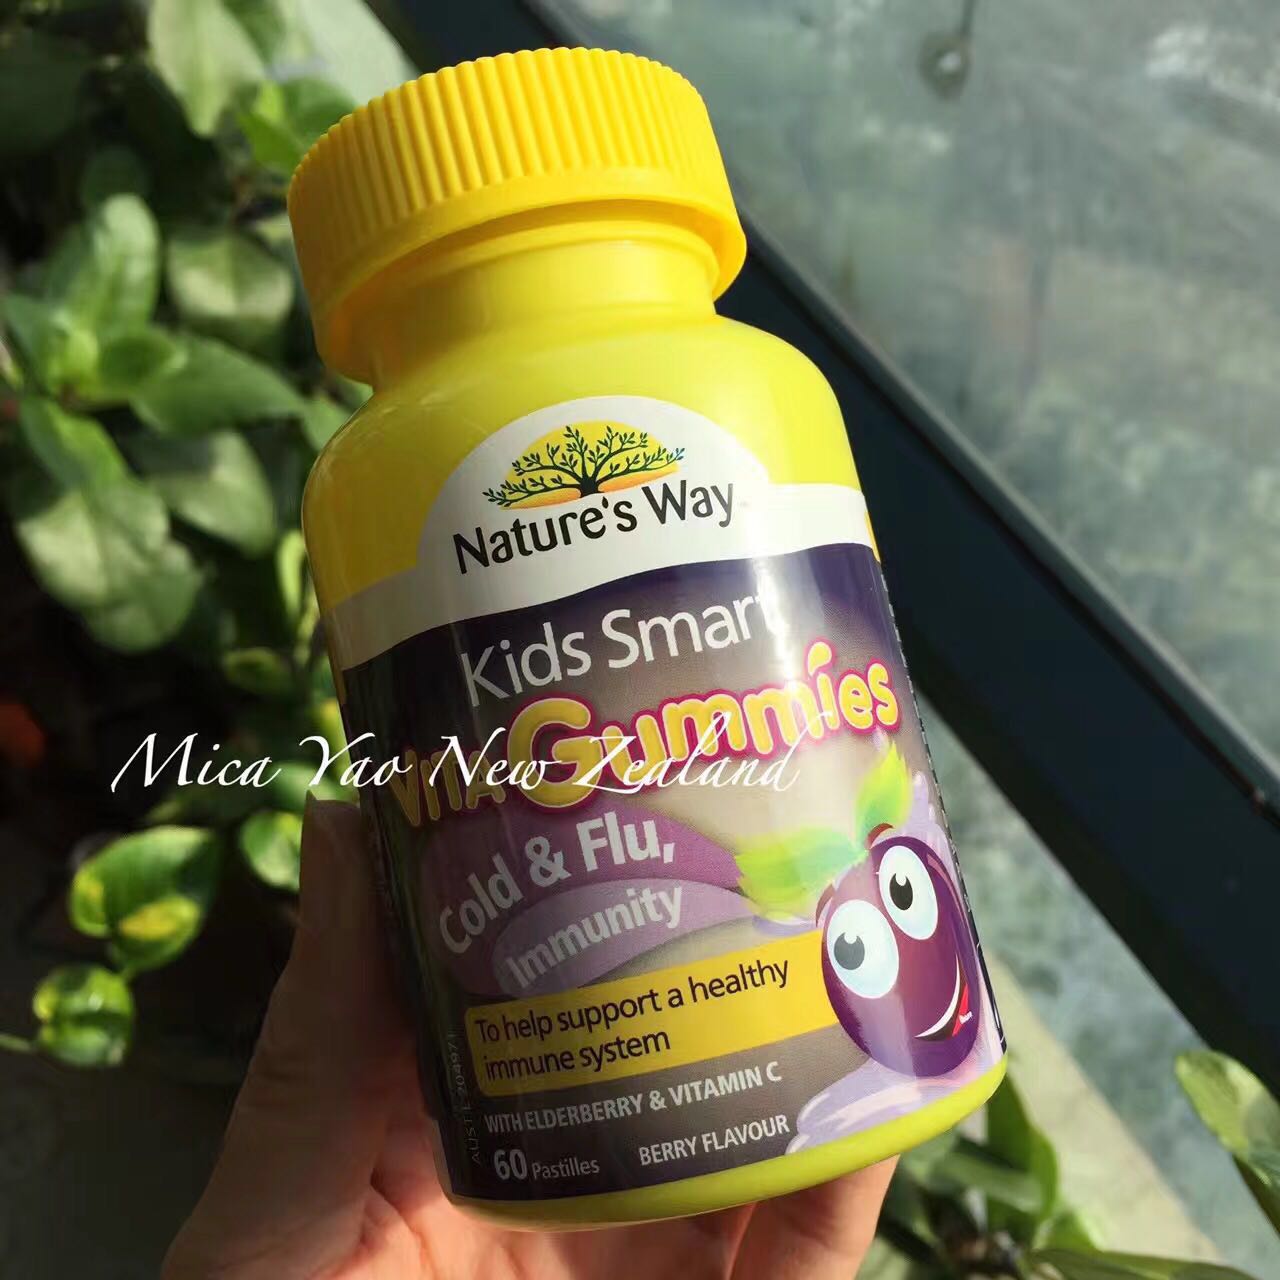 Nature's Way
Kids Smart
VITA Gummies
Mica Yao New Zealand
Cold & Flu,
Immunity
To help support a healthy
immune system
WITH ELDERBERRY & VITAMIN C
60 Pastilles
BERRY FLAVOUR